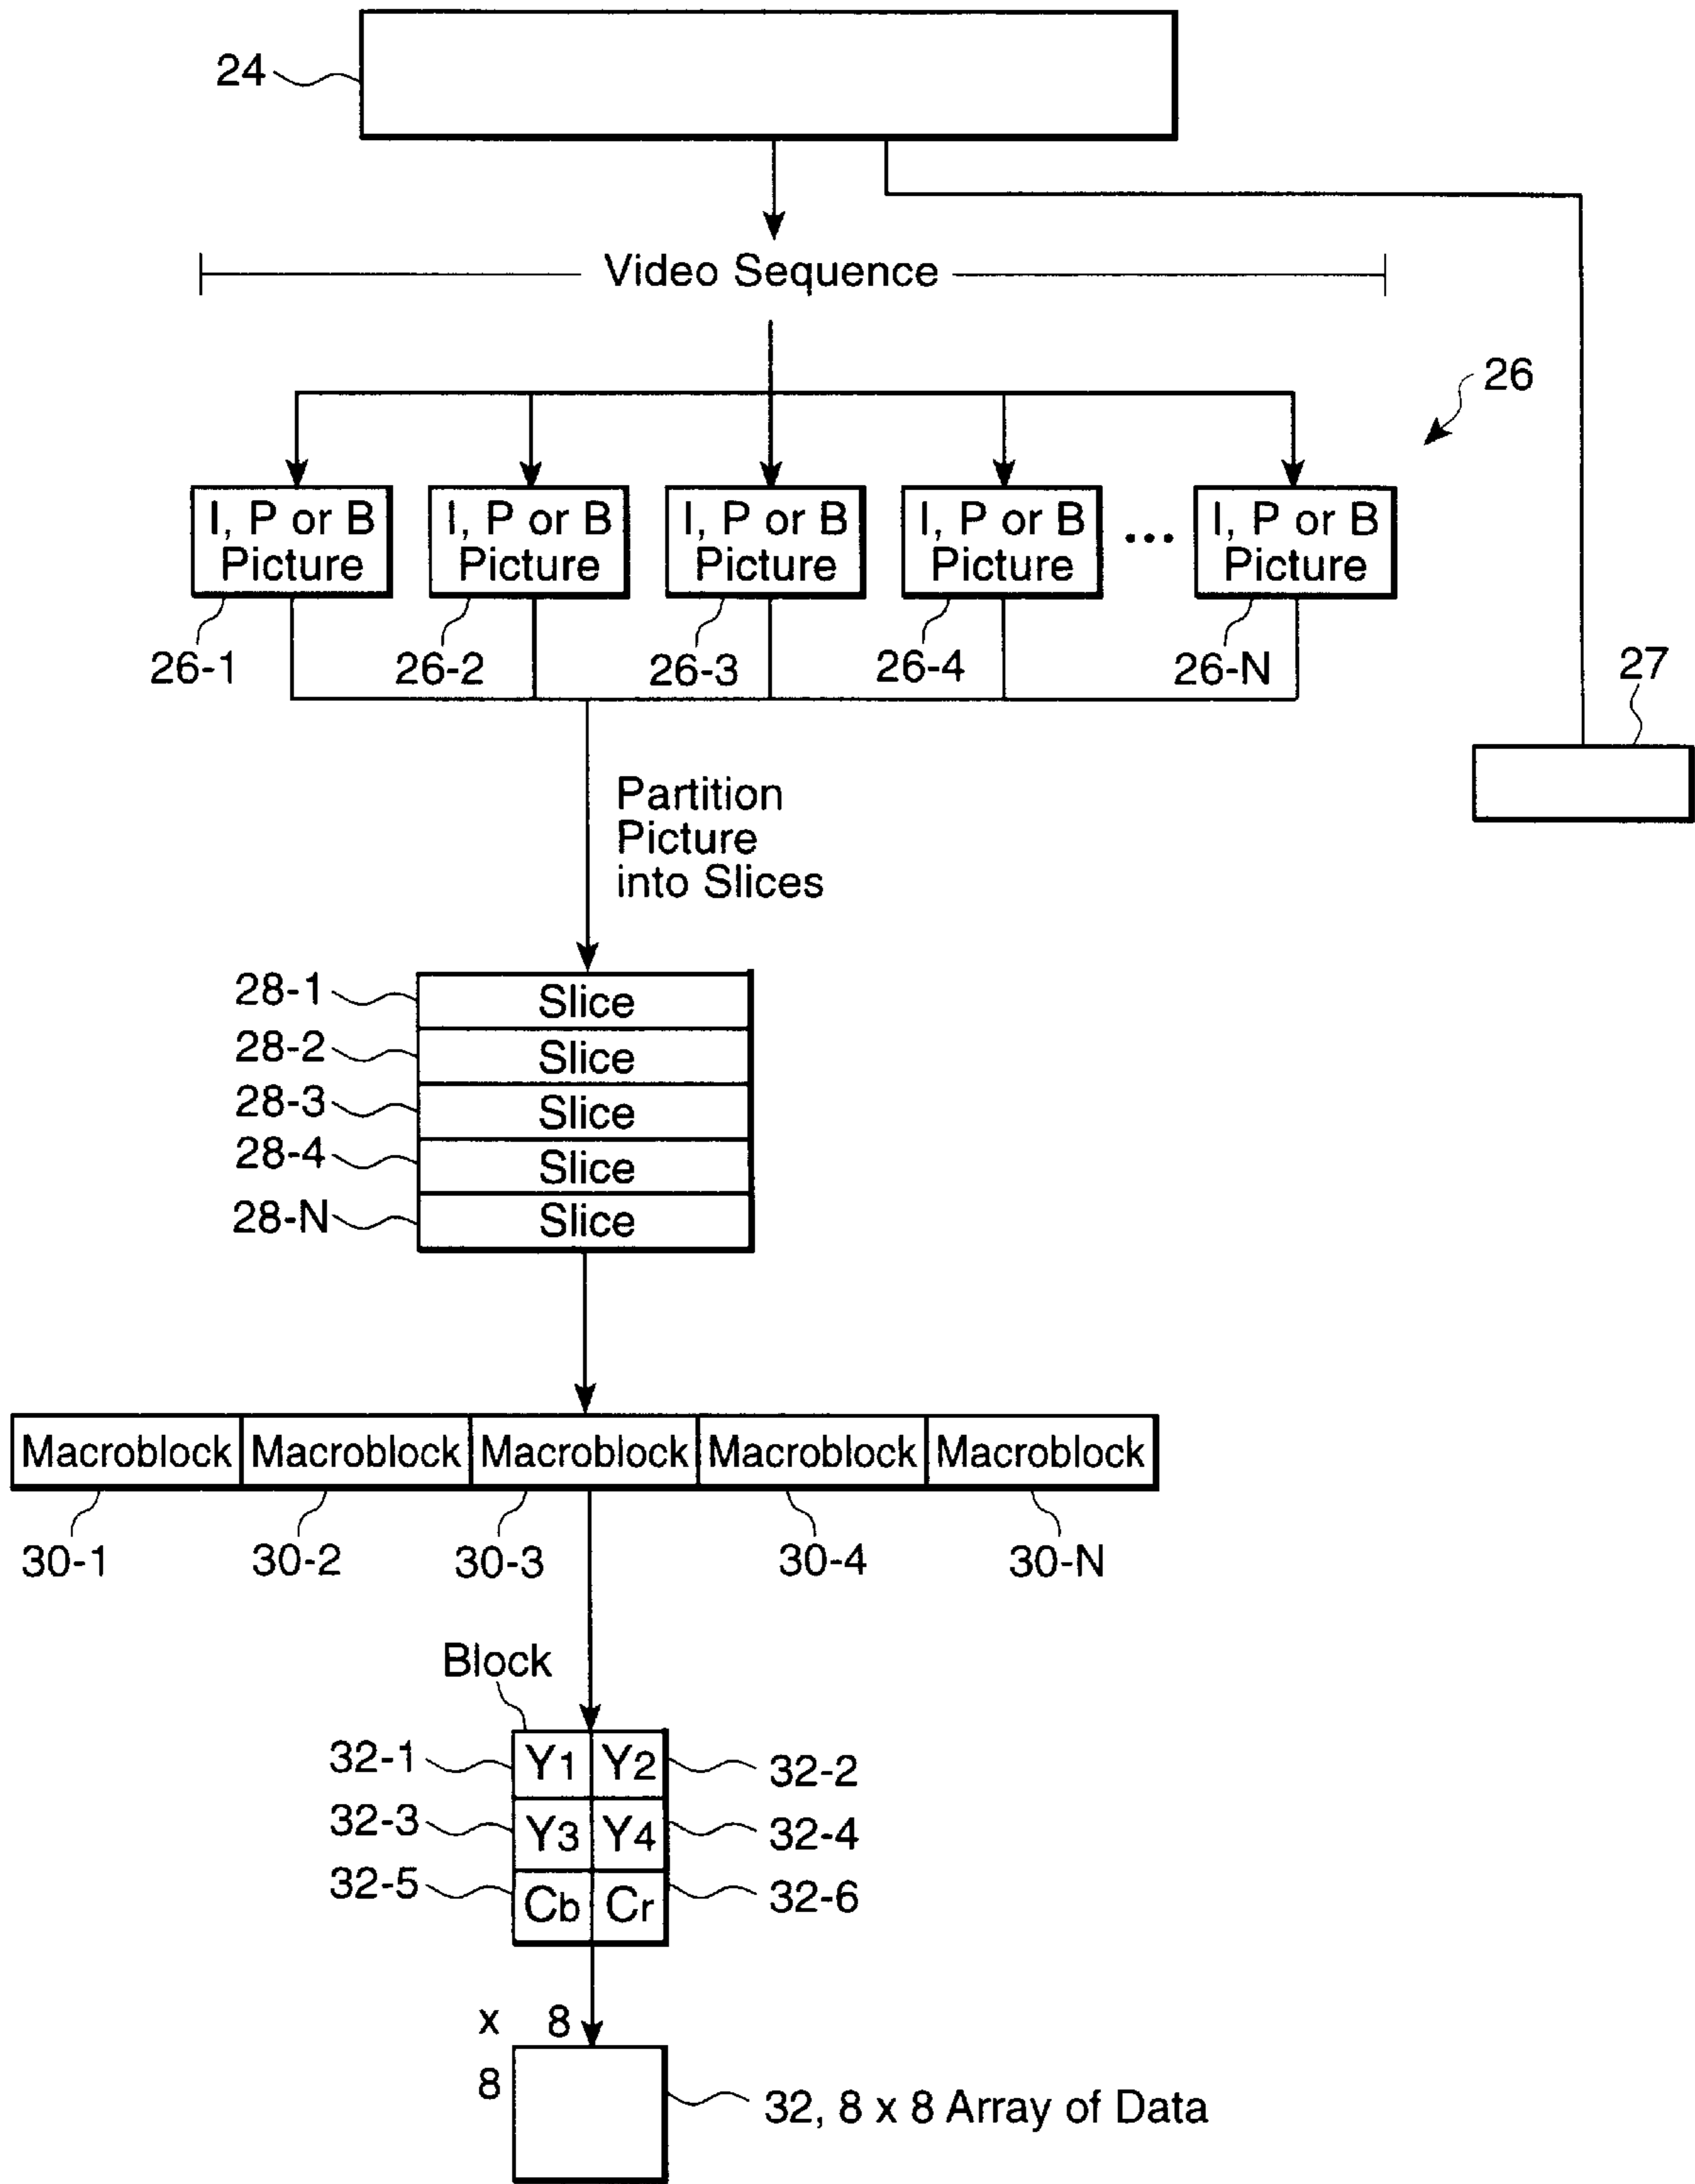 24
Video Sequence
26
I, P or B
Picture
I, P or B
Picture
I, P or B
Picture
I, P or B
Picture
...
I, P or B
Picture
26-1
26-2
26-3
26-4
26-N
27
Partition
Picture
into Slices
28-1
Slice
28-2
Slice
28-3
Slice
28-4
Slice
28-N
Slice
Macroblock
Macroblock
Macroblock
Macroblock
Macroblock
30-1
30-2
30-3
30-4
30-N
Block
32-1
Y1
Y2
32-2
32-3
Y3
Y4
32-4
32-5
Cb
Cr
32-6
x
8
8
32, 8 x 8 Array of Data